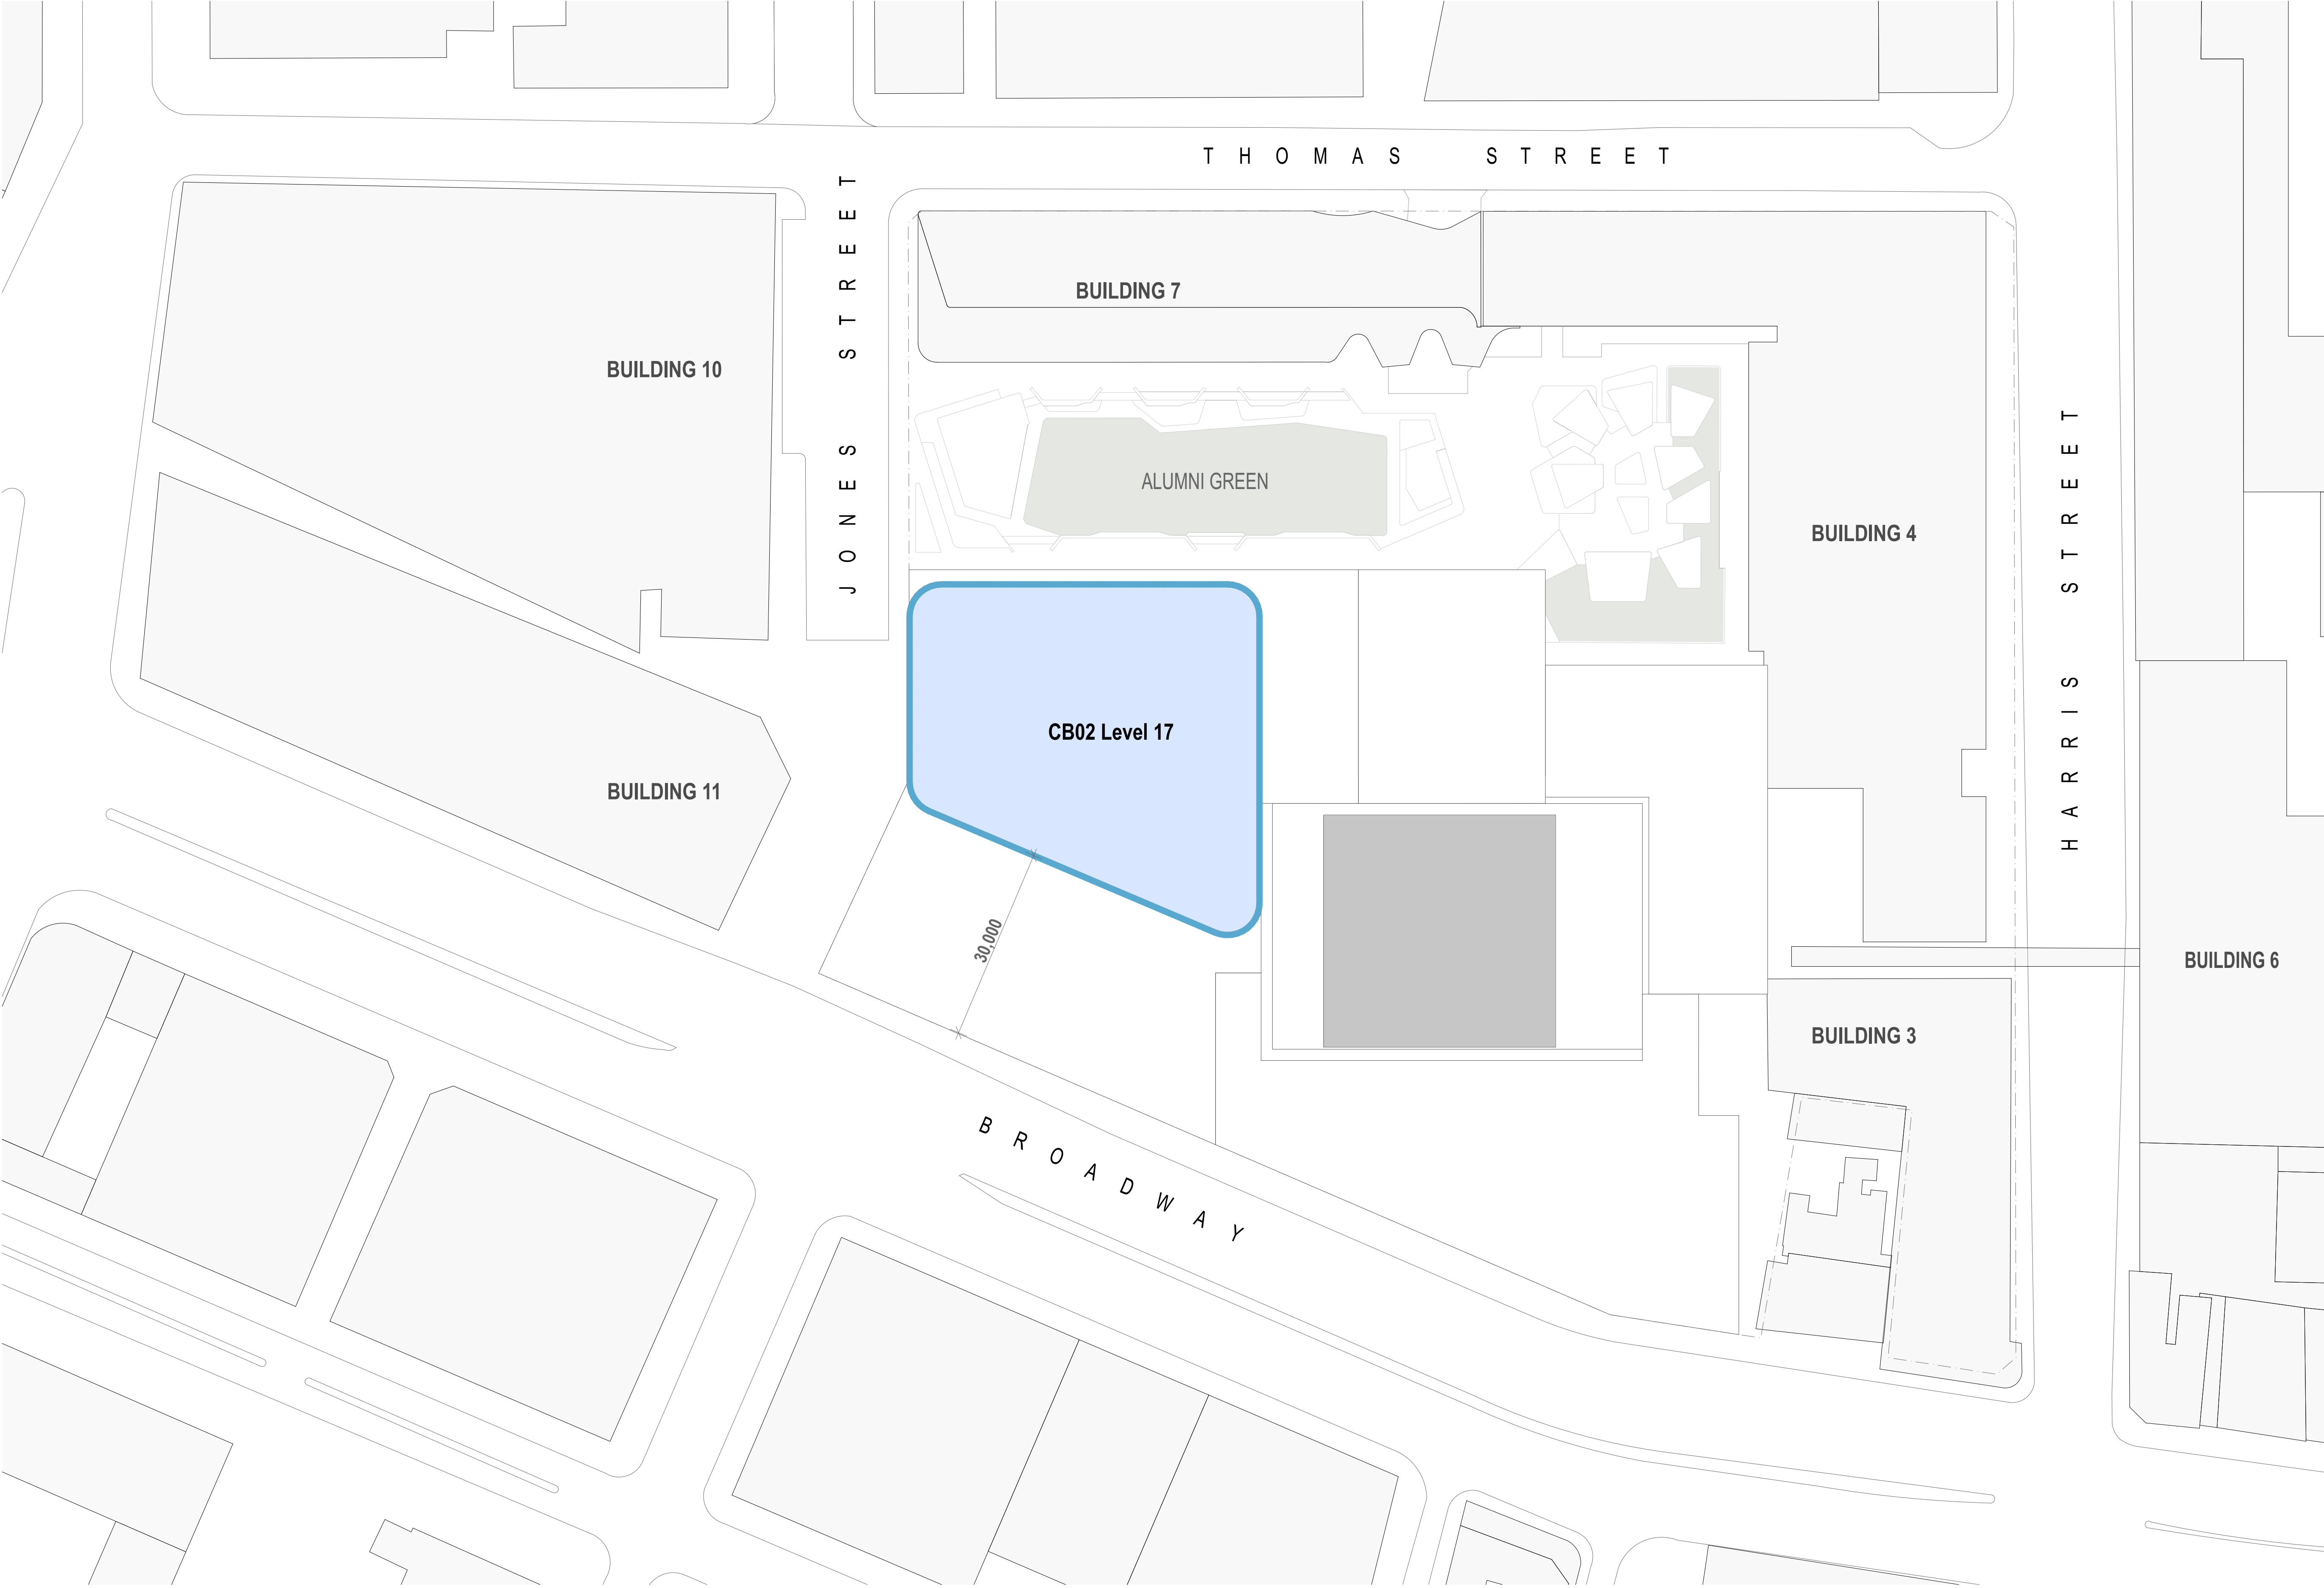 THOMAS STREET
JONES STREET
BUILDING 7
BUILDING 10
ALUMNI GREEN
BUILDING 4
HARRIS STREET
CB02 Level 17
BUILDING 11
30,000
BUILDING 6
BUILDING 3
BROADWAY